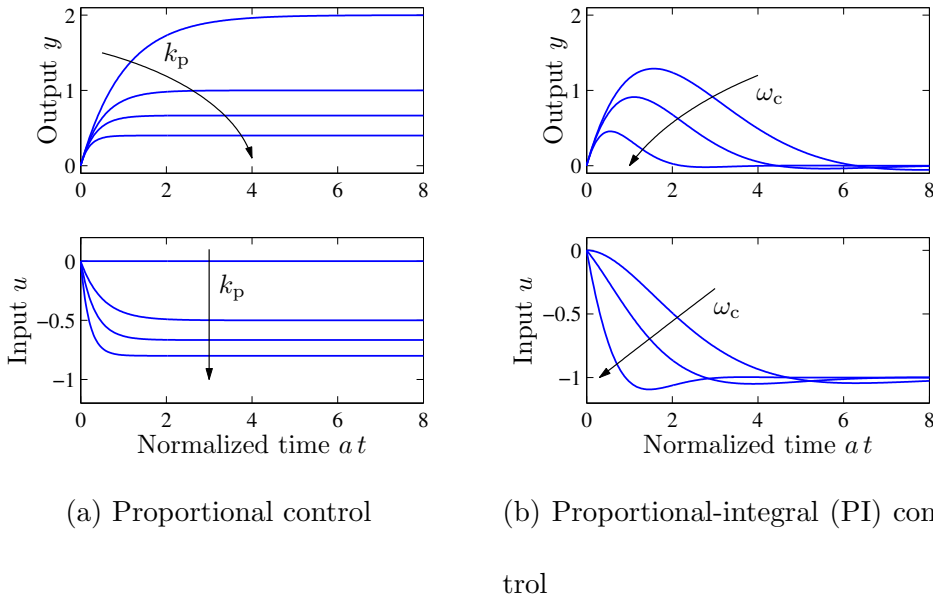 2
1
0
Output y
k_p
0 2 4 6 8
0
−0.5
−1
Input u
k_p
0 2 4 6 8
Normalized time a t
(a) Proportional control
2
1
0
Output y
ω_c
0 2 4 6 8
0
−0.5
−1
Input u
ω_c
0 2 4 6 8
Normalized time a t
(b) Proportional-integral (PI) con
trol